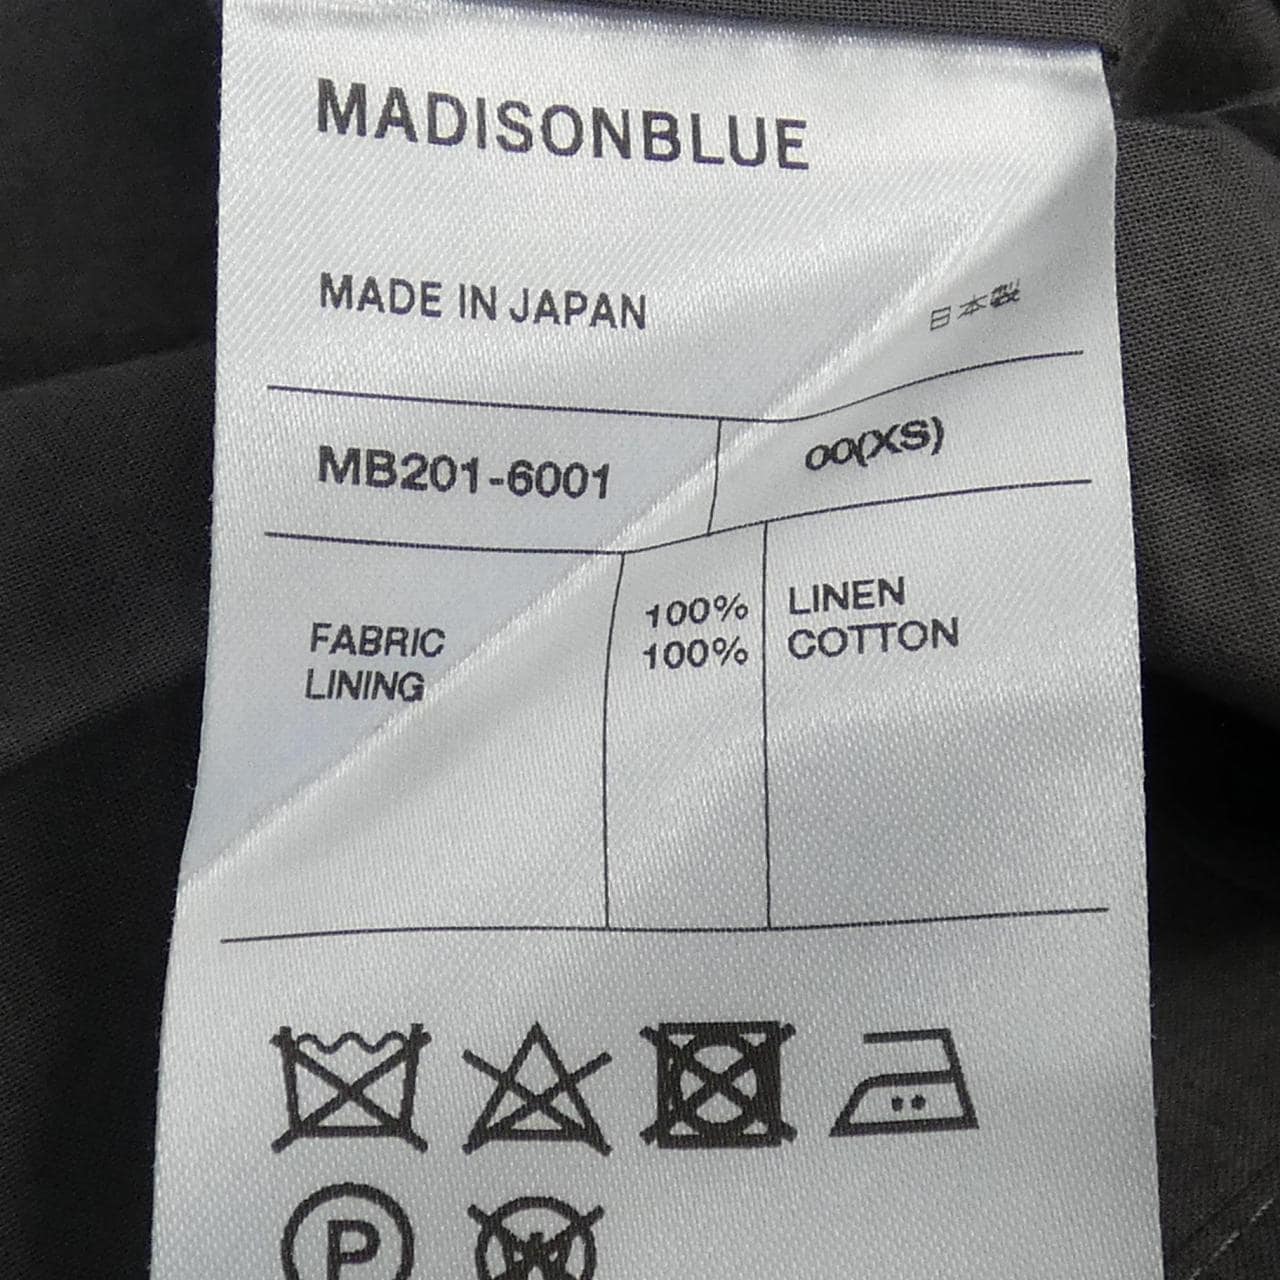 MADISONBLUE
MADE IN JAPAN 日本製
MB201-6001 00(XS)
FABRIC 100% LINEN
LINING 100% COTTON
P
W